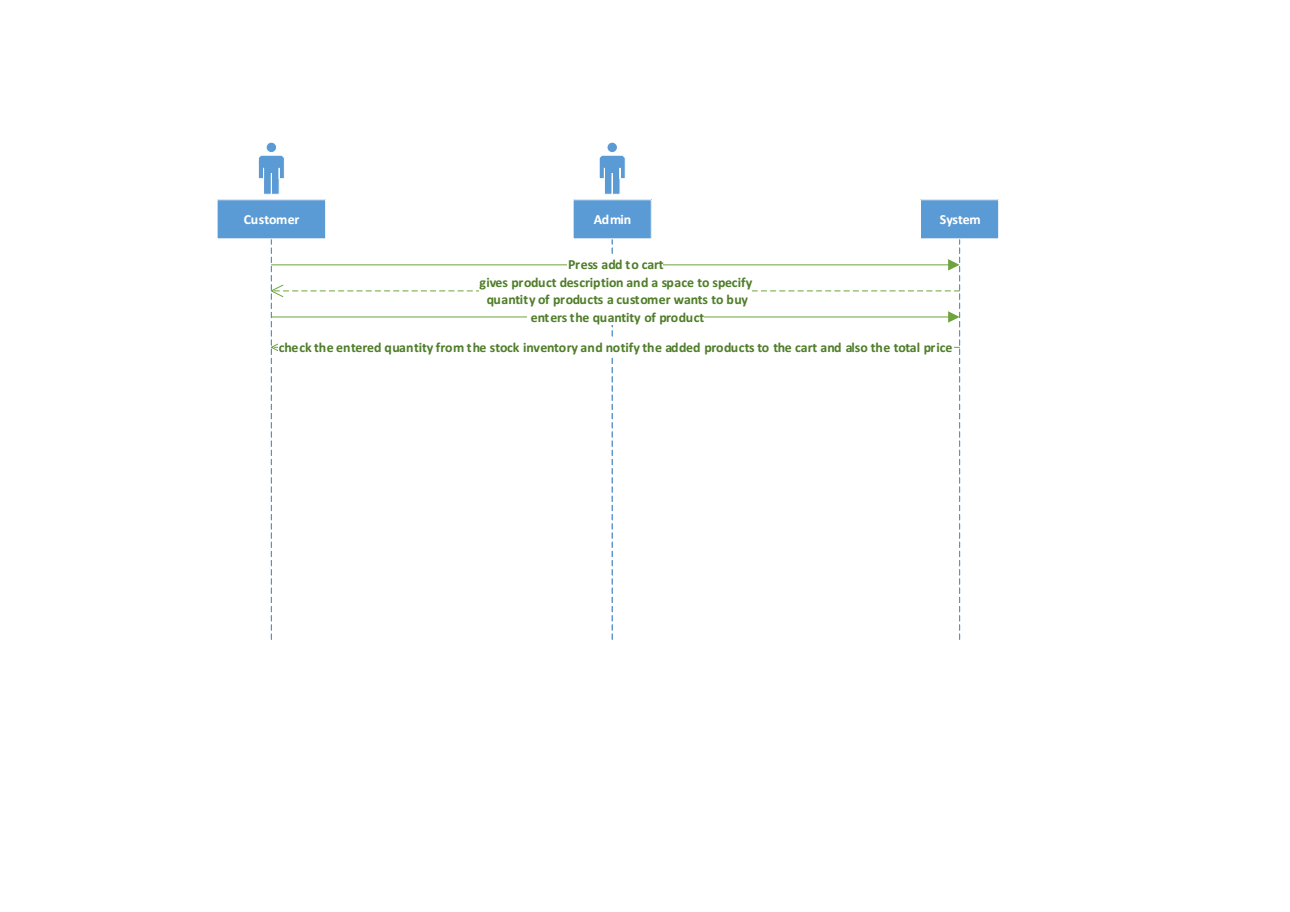 Customer
Admin
System
Press add to cart
gives product description and a space to specify
quantity of products a customer wants to buy
enters the quantity of product
check the entered quantity from the stock inventory and notify the added products to the cart and also the total price